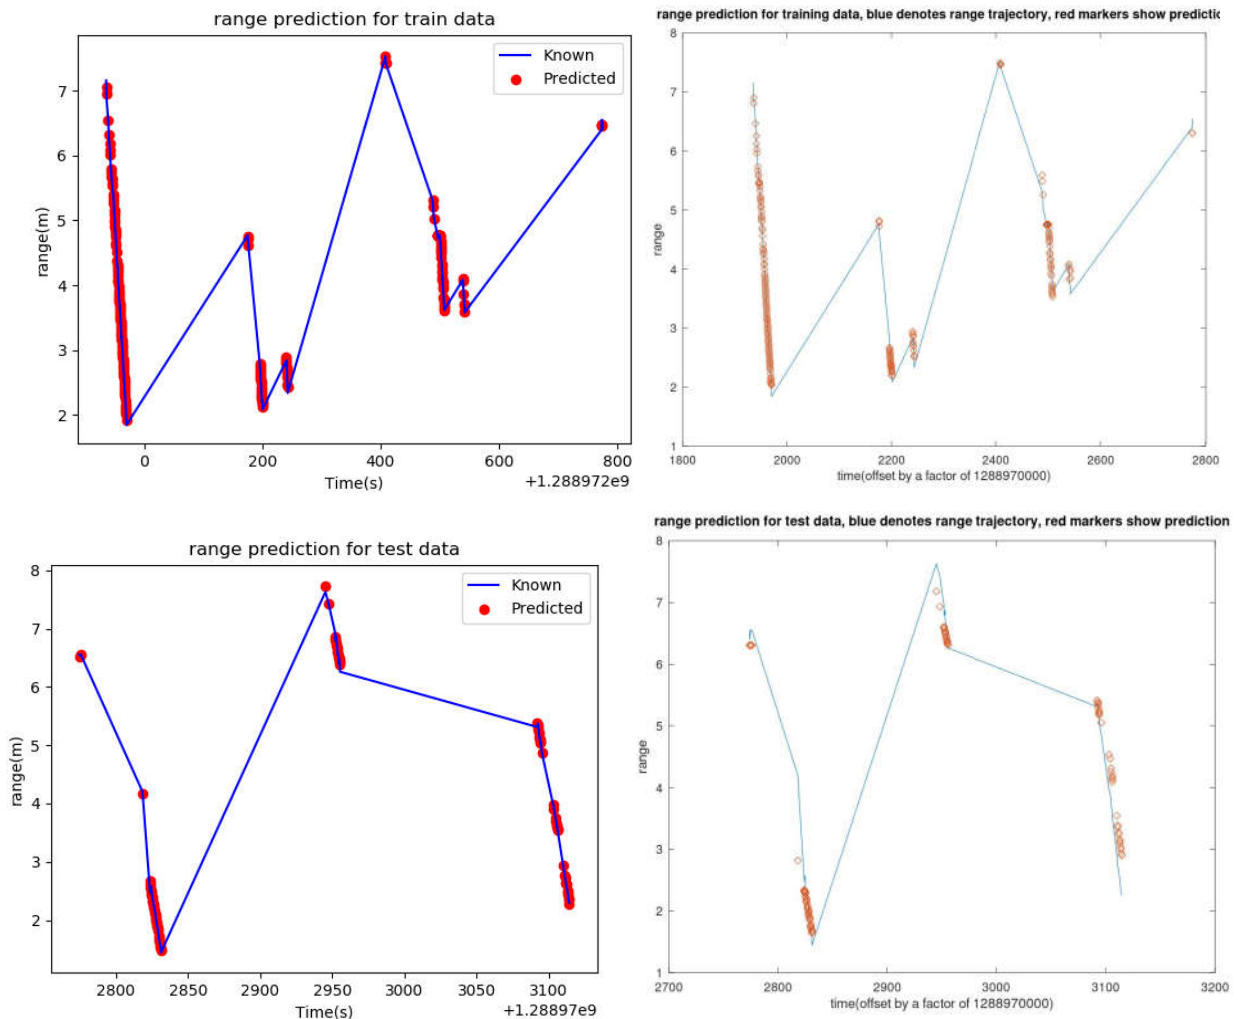 range prediction for train data
Known
Predicted
range(m)
7
6
5
4
3
2
0
200
400
600
800
Time(s)
+1.288972e9
range prediction for training data, blue denotes range trajectory, red markers show predictio
range
8
7
6
5
4
3
2
1
1800
2000
2200
2400
2600
2800
time(offset by a factor of 1288970000)
range prediction for test data
Known
Predicted
range(m)
8
7
6
5
4
3
2
2800
2850
2900
2950
3000
3050
3100
Time(s)
+1.28897e9
range prediction for test data, blue denotes range trajectory, red markers show prediction
range
8
7
6
5
4
3
2
1
2700
2800
2900
3000
3100
3200
time(offset by a factor of 1288970000)